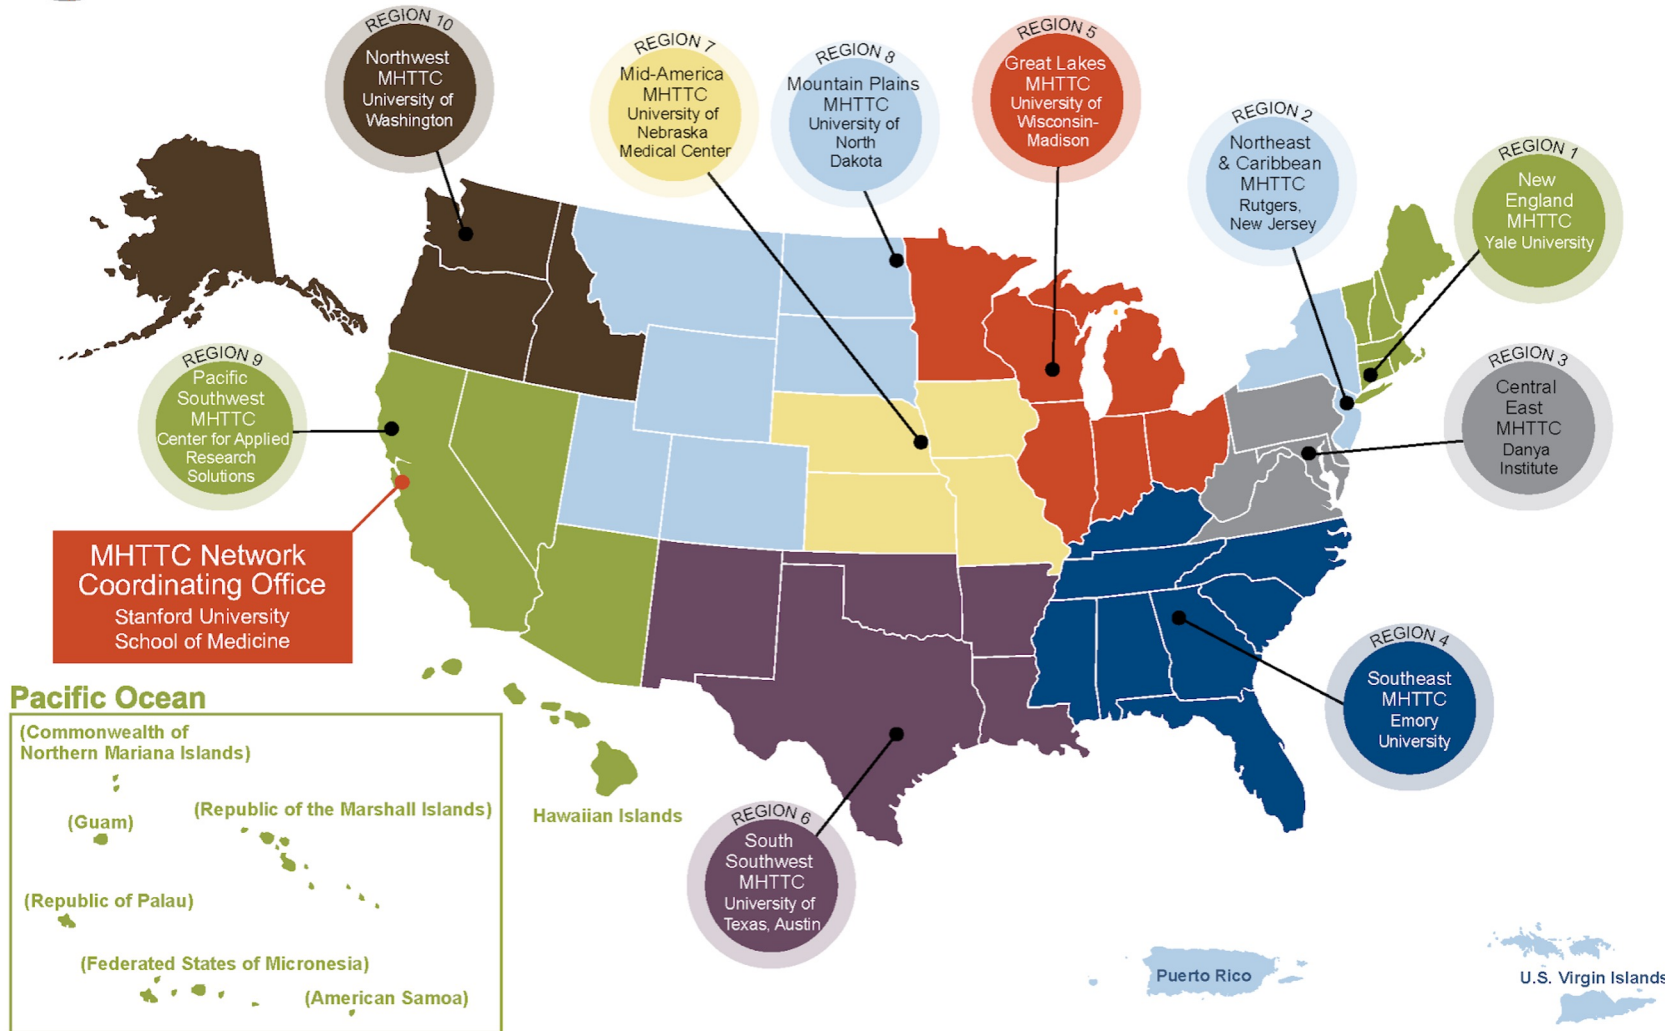 REGION 10
Northwest
MHTTC
University of
Washington
REGION 7
Mid-America
MHTTC
University of
Nebraska
Medical Center
REGION 8
Mountain Plains
MHTTC
University of
North
Dakota
REGION 5
Great Lakes
MHTTC
University of
Wisconsin-
Madison
REGION 2
Northeast
& Caribbean
MHTTC
Rutgers,
New Jersey
REGION 1
New
England
MHTTC
Yale University
REGION 9
Pacific
Southwest
MHTTC
Center for Applied
Research
Solutions
REGION 3
Central
East
MHTTC
Danya
Institute
MHTTC Network
Coordinating Office
Stanford University
School of Medicine
REGION 4
Southeast
MHTTC
Emory
University
Pacific Ocean
(Commonwealth of
Northern Mariana Islands)
(Guam)
(Republic of the Marshall Islands)
(Republic of Palau)
(Federated States of Micronesia)
(American Samoa)
Hawaiian Islands
REGION 6
South
Southwest
MHTTC
University of
Texas, Austin
Puerto Rico
U.S. Virgin Islands